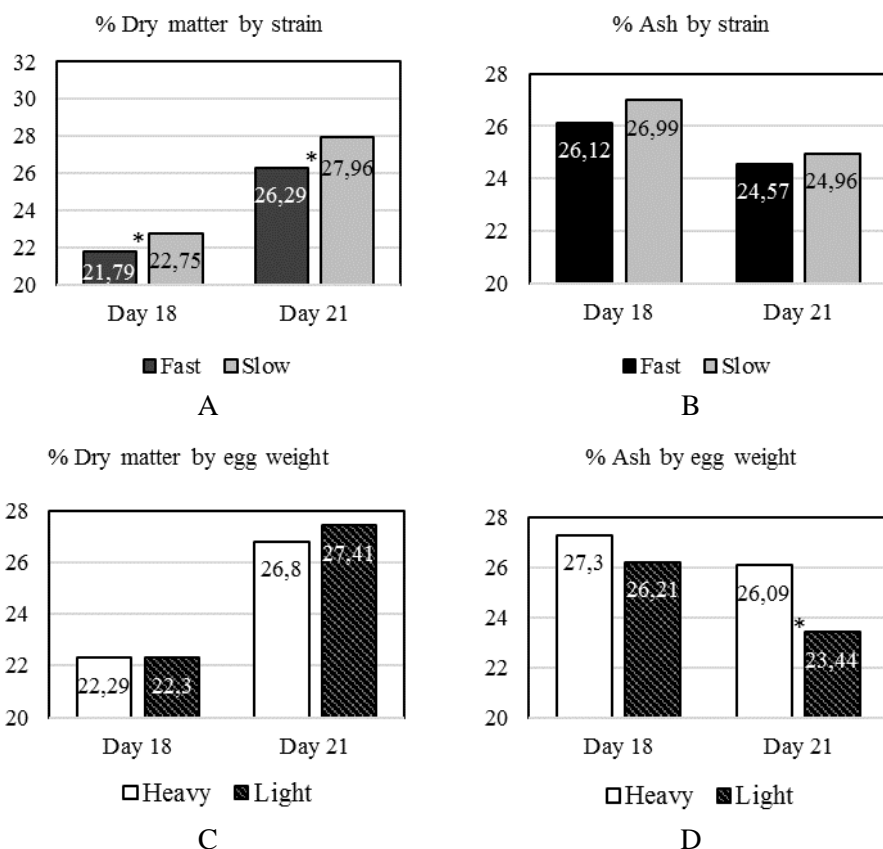 % Dry matter by strain
32
30
28
26
24
22
20
*
*
21,79
22,75
26,29
27,96
Day 18 Day 21
Fast Slow
A
% Ash by strain
28
26
24
22
20
26,12
26,99
24,57
24,96
Day 18 Day 21
Fast Slow
B
% Dry matter by egg weight
28
26
24
22
20
22,29
22,3
26,8
27,41
Day 18 Day 21
Heavy Light
C
% Ash by egg weight
28
26
24
22
20
27,3
26,21
26,09
*
23,44
Day 18 Day 21
Heavy Light
D